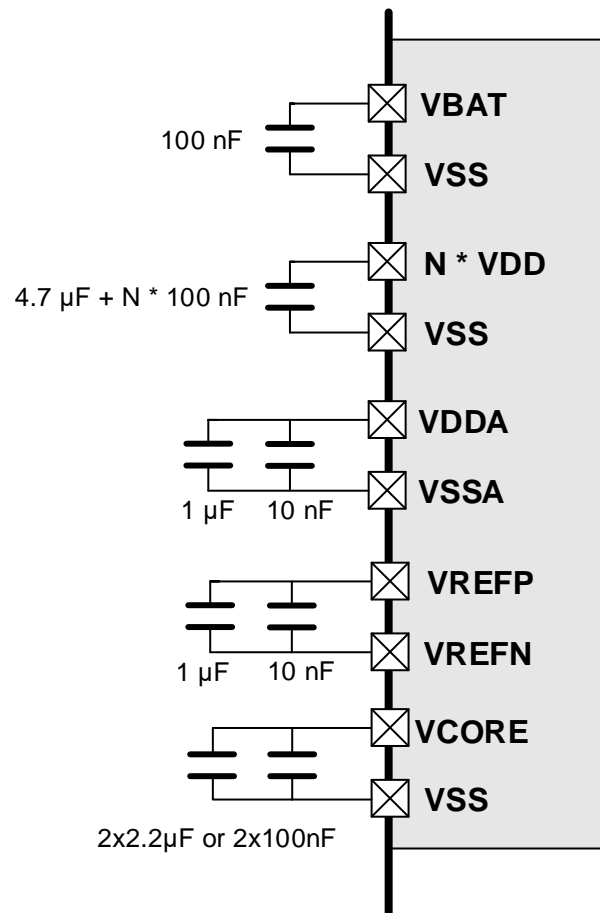 VBAT
100 nF
VSS
N * VDD
4.7 µF + N * 100 nF
VSS
VDDA
VSSA
1 µF 10 nF
VREFP
VREFN
1 µF 10 nF
VCORE
VSS
2x2.2µF or 2x100nF